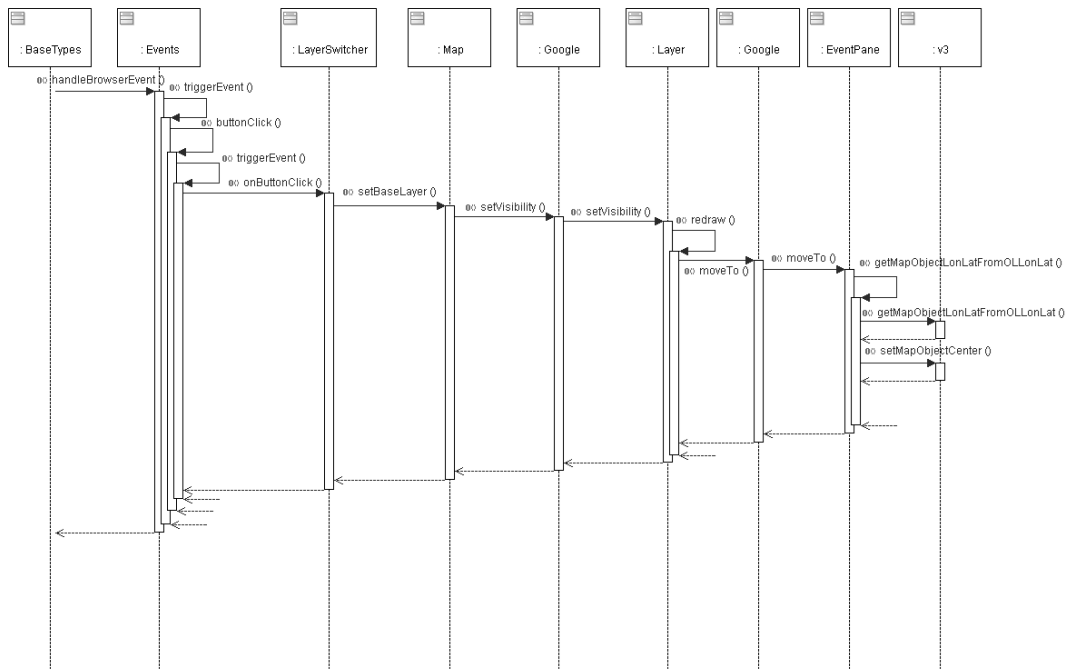 : BaseTypes
: Events
: LayerSwitcher
: Map
: Google
: Layer
: Google
: EventPane
: v3
handleBrowserEvent ()
triggerEvent ()
buttonClick ()
triggerEvent ()
onButtonClick ()
setBaseLayer ()
setVisibility ()
setVisibility ()
redraw ()
moveTo ()
moveTo ()
getMapObjectLonLatFromOLLonLat ()
getMapObjectLonLatFromOLLonLat ()
setMapObjectCenter ()